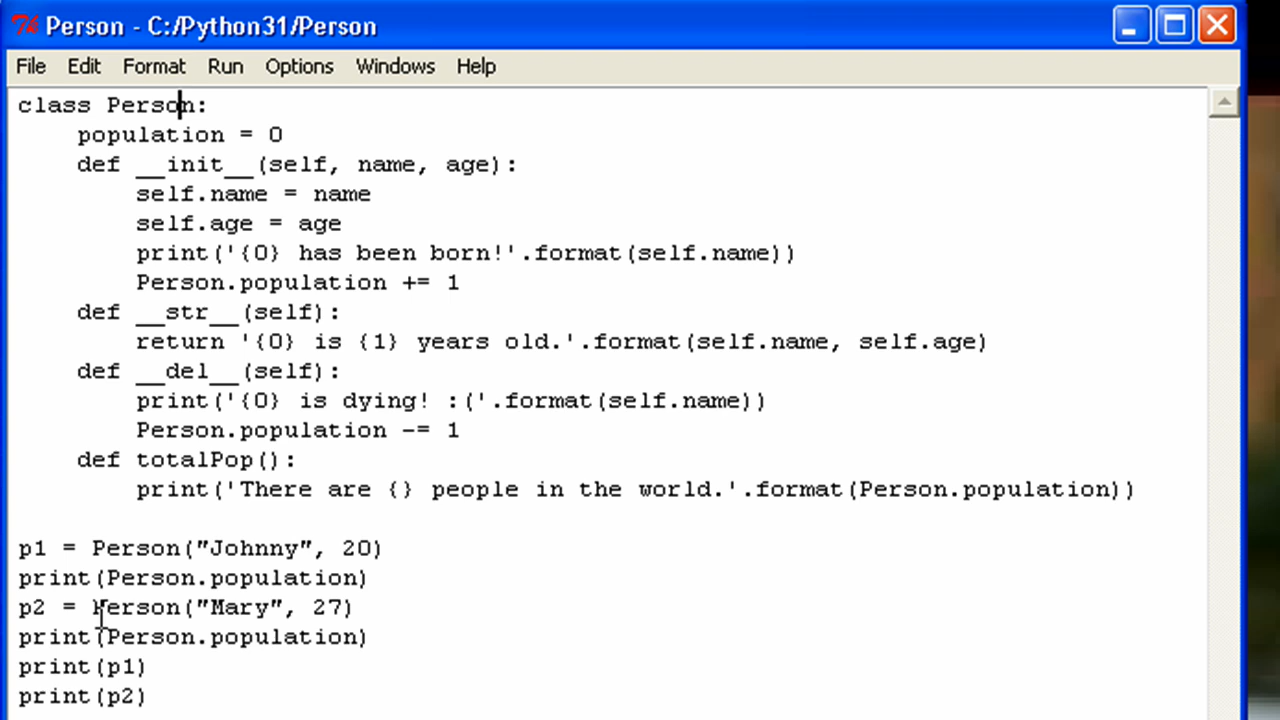 Person - C:/Python31/Person
File Edit Format Run Options Windows Help
class Person:
    population = 0
    def __init__(self, name, age):
        self.name = name
        self.age = age
        print('{0} has been born!'.format(self.name))
        Person.population += 1
    def __str__(self):
        return '{0} is {1} years old.'.format(self.name, self.age)
    def __del__(self):
        print('{0} is dying! :('.format(self.name))
        Person.population -= 1
    def totalPop():
        print('There are {} people in the world.'.format(Person.population))
p1 = Person("Johnny", 20)
print(Person.population)
p2 = Person("Mary", 27)
print(Person.population)
print(p1)
print(p2)